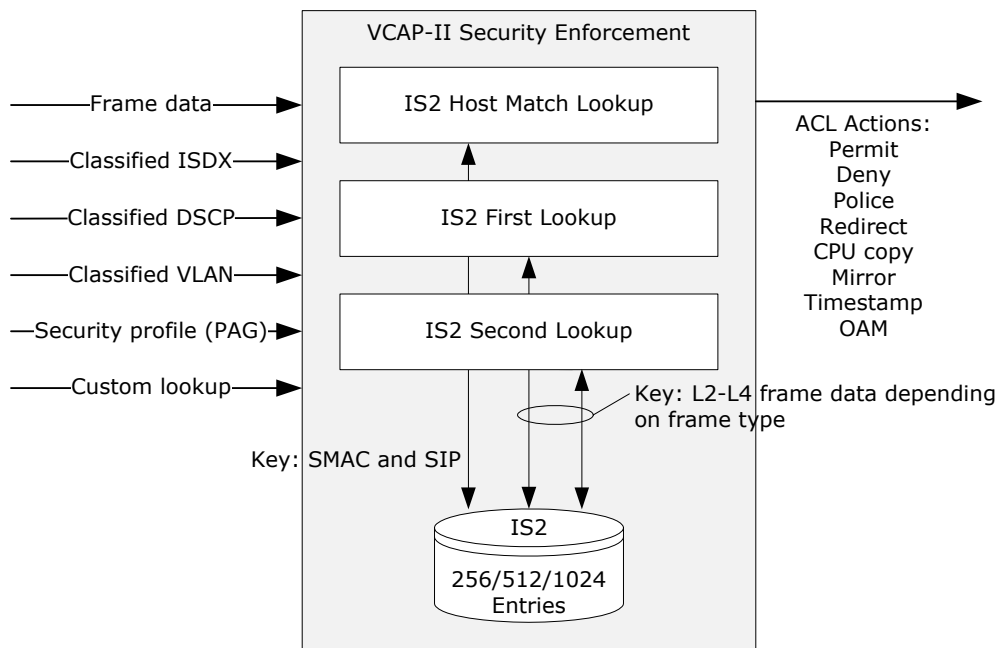 VCAP-II Security Enforcement
Frame data
Classified ISDX
Classified DSCP
Classified VLAN
Security profile (PAG)
Custom lookup
IS2 Host Match Lookup
IS2 First Lookup
IS2 Second Lookup
Key: L2-L4 frame data depending
on frame type
Key: SMAC and SIP
IS2
256/512/1024
Entries
ACL Actions:
Permit
Deny
Police
Redirect
CPU copy
Mirror
Timestamp
OAM